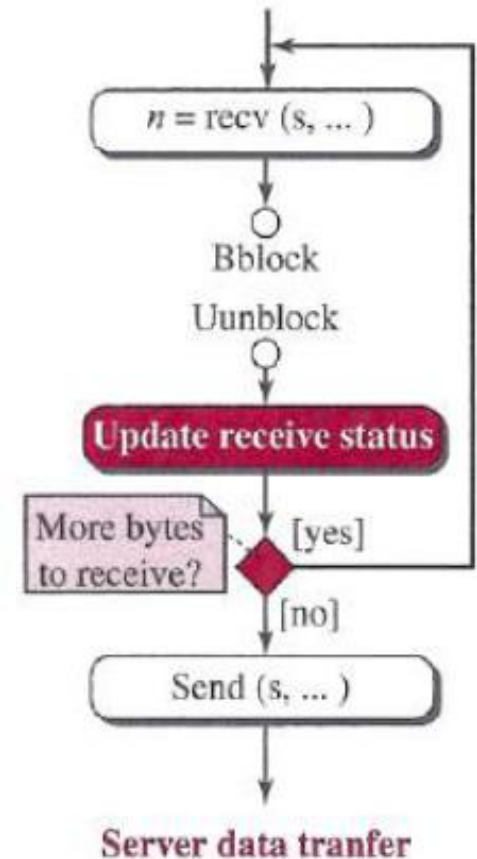 n = recv (s, ... )
Bblock
Uunblock
Update receive status
More bytes
to receive?
[yes]
[no]
Send (s, ... )
Server data tranfer